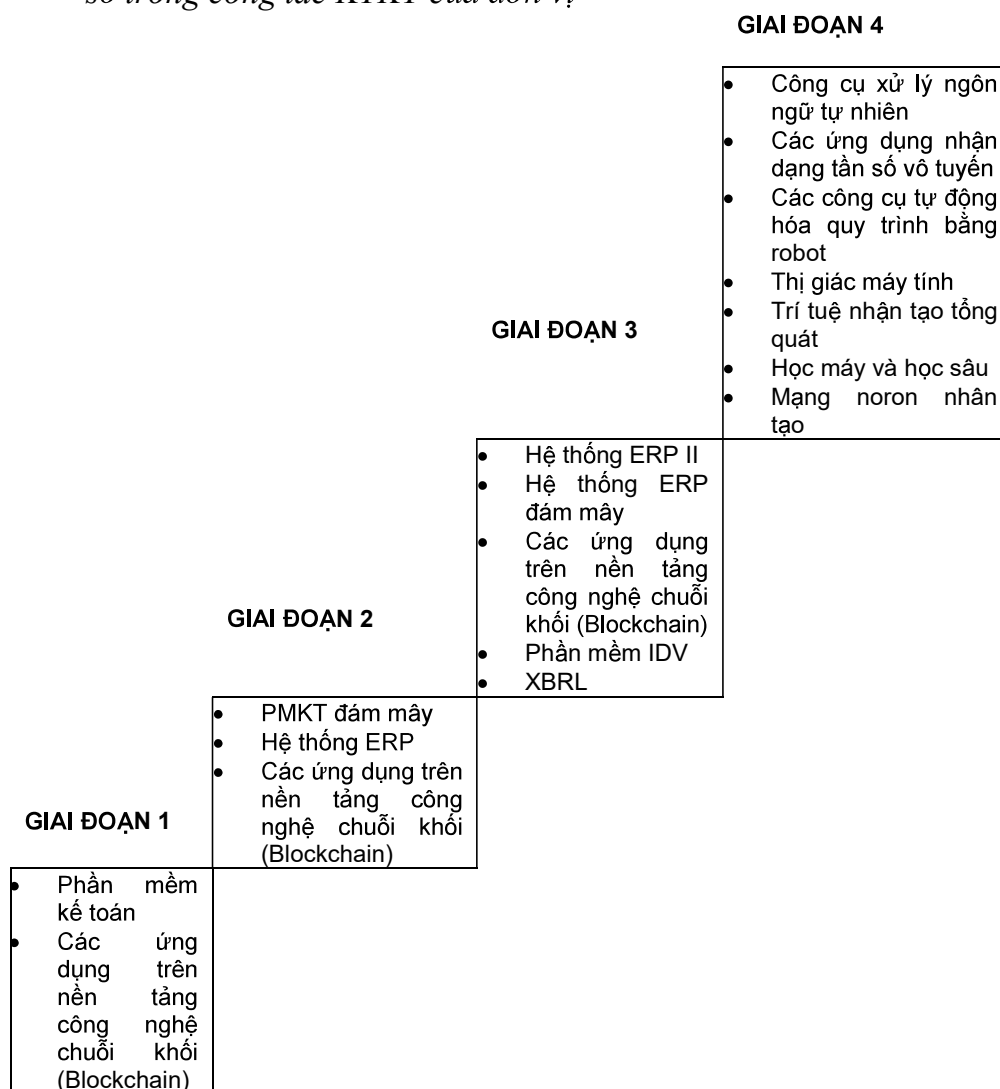 số trong công tác KTKT của đơn vị
GIAI ĐOẠN 4
• Công cụ xử lý ngôn
ngữ tự nhiên
• Các ứng dụng nhận
dạng tần số vô tuyến
• Các công cụ tự động
hóa quy trình bằng
robot
• Thị giác máy tính
• Trí tuệ nhận tạo tổng
quát
• Học máy và học sâu
• Mạng noron nhân
tạo
GIAI ĐOẠN 3
• Hệ thống ERP II
• Hệ thống ERP
đám mây
• Các ứng dụng
trên nền tảng
công nghệ chuỗi
khối (Blockchain)
• Phần mềm IDV
• XBRL
GIAI ĐOẠN 2
• PMKT đám mây
• Hệ thống ERP
• Các ứng dụng trên
nền tảng công
nghệ chuỗi khối
(Blockchain)
GIAI ĐOẠN 1
• Phần mềm
kế toán
• Các ứng
dụng trên
nền tảng
công nghệ
chuỗi khối
(Blockchain)